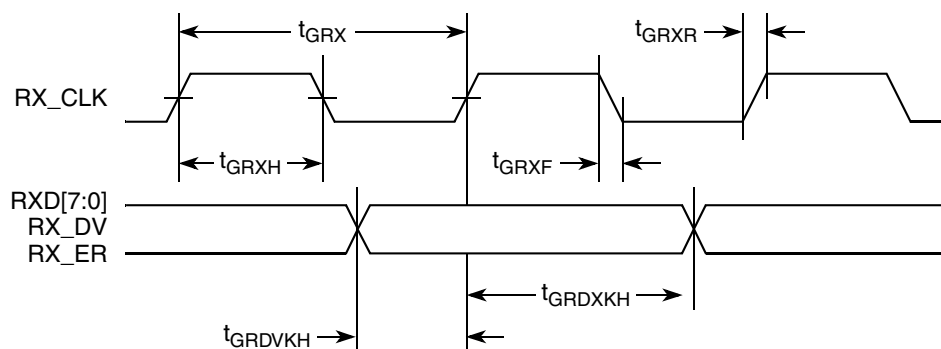 tGRX
tGRXR
RX_CLK
tGRXH
tGRXF
RXD[7:0]
RX_DV
RX_ER
tGRDXKH
tGRDVKH